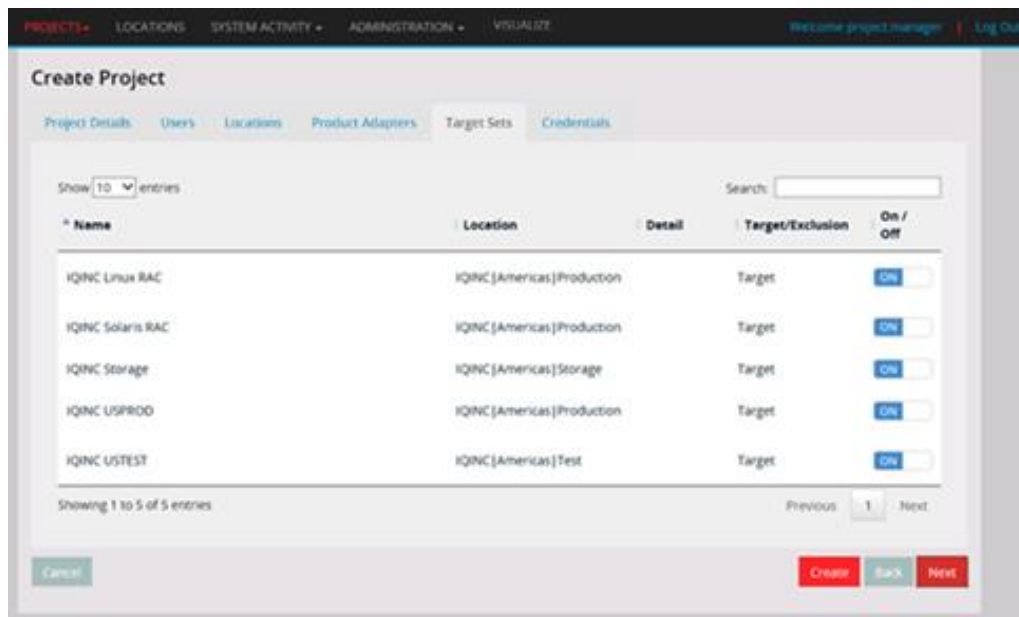 PROJECTS LOCATIONS SYSTEM ACTIVITY ADMINISTRATION VISUALIZE Welcome project.manager | Log Out
Create Project
Project Details Users Locations Product Adapters Target Sets Credentials
Show 10 entries Search:
Name Location Detail Target/Exclusion On / Off
IQINC Linux RAC IQINC|Americas|Production Target ON
IQINC Solaris RAC IQINC|Americas|Production Target ON
IQINC Storage IQINC|Americas|Storage Target ON
IQINC USPROD IQINC|Americas|Production Target ON
IQINC USTEST IQINC|Americas|Test Target ON
Showing 1 to 5 of 5 entries Previous 1 Next
Cancel Create Back Next